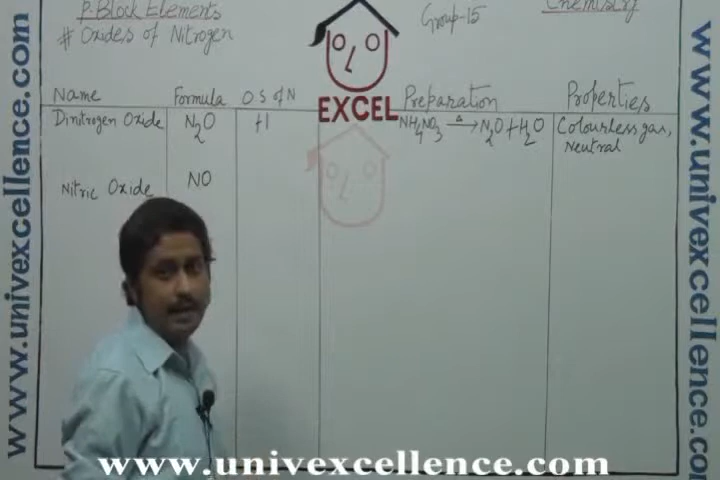 P-Block Elements
Group-15
Chemistry
# Oxides of Nitrogen
EXCEL
Name Formula O.S of N Preparation Properties
Dinitrogen Oxide N2O +1 NH4NO3 —Δ→ N2O + H2O Colourless gas, Neutral
Nitric Oxide NO
www.univexcellence.com
www.univexcellence.com
www.univexcellence.com